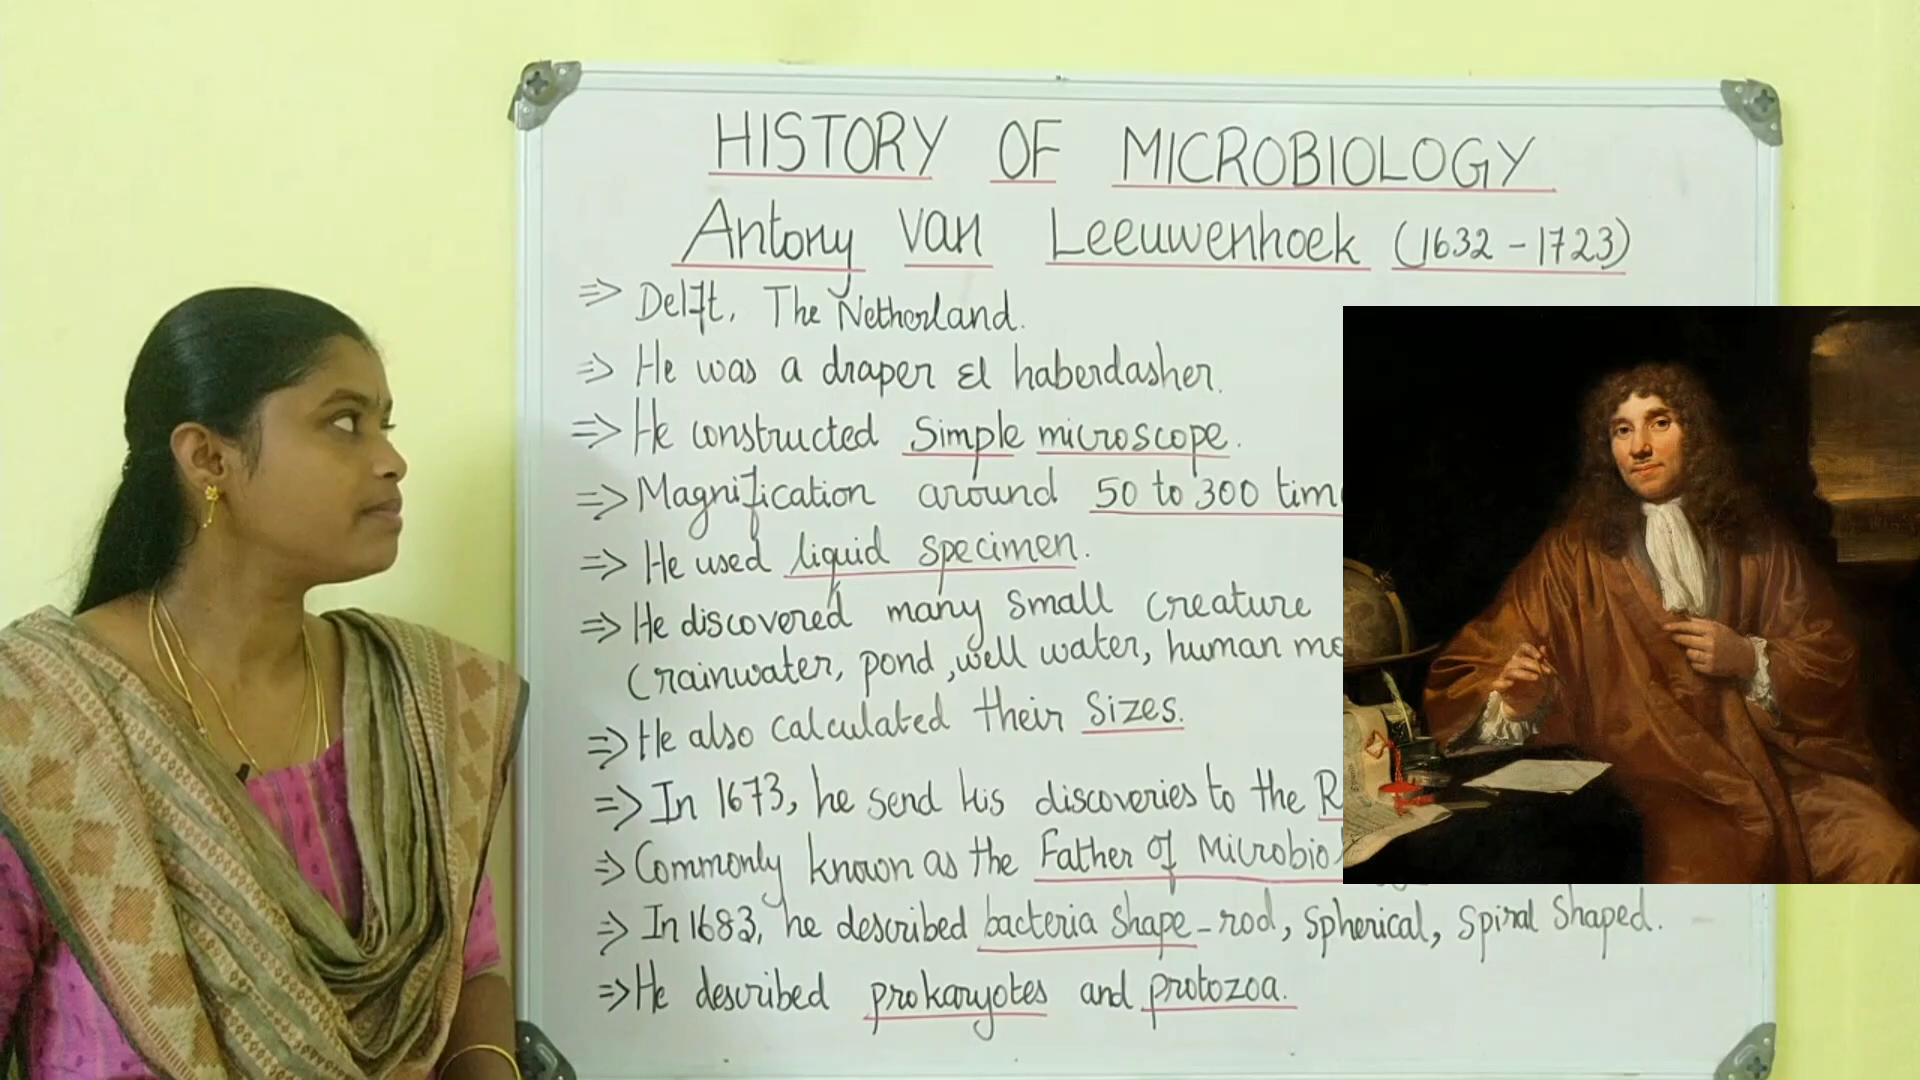 HISTORY OF MICROBIOLOGY
Antony van Leeuwenhoek (1632 - 1723)
⇒ Delft, The Netherland.
⇒ He was a draper & haberdasher.
⇒ He constructed Simple microscope.
⇒ Magnification around 50 to 300
⇒ He used liquid specimen.
⇒ He discovered many small creature
(rainwater, pond, well water, human
⇒ He also calculated their Sizes.
⇒ In 1673, he send his discoveries to the
⇒ Commonly known as the Father of
⇒ In 1683, he described bacteria shape - rod, Spherical, Spiral Shaped.
⇒ He described prokaryotes and protozoa.